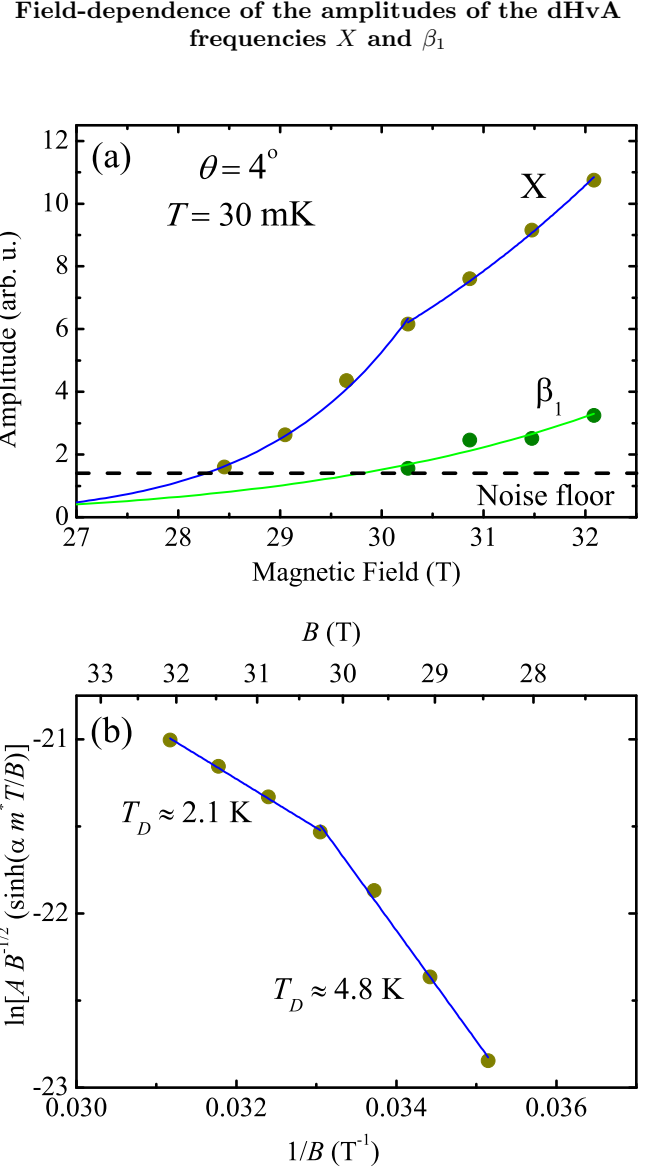 Field-dependence of the amplitudes of the dHvA
frequencies X and β₁
(a)
θ = 4°
T = 30 mK
X
β₁
Noise floor
Amplitude (arb. u.)
12
10
8
6
4
2
0
27 28 29 30 31 32
Magnetic Field (T)
B (T)
33 32 31 30 29 28
(b)
T_D ≈ 2.1 K
T_D ≈ 4.8 K
ln[A B^-1/2 (sinh(α m* T/B)]
-21
-22
-23
0.030 0.032 0.034 0.036
1/B (T⁻¹)